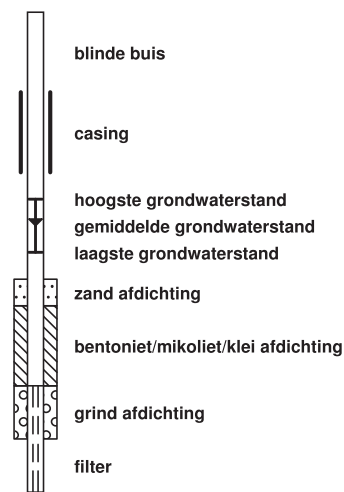 blinde buis
casing
hoogste grondwaterstand
gemiddelde grondwaterstand
laagste grondwaterstand
zand afdichting
bentoniet/mikoliet/klei afdichting
grind afdichting
filter